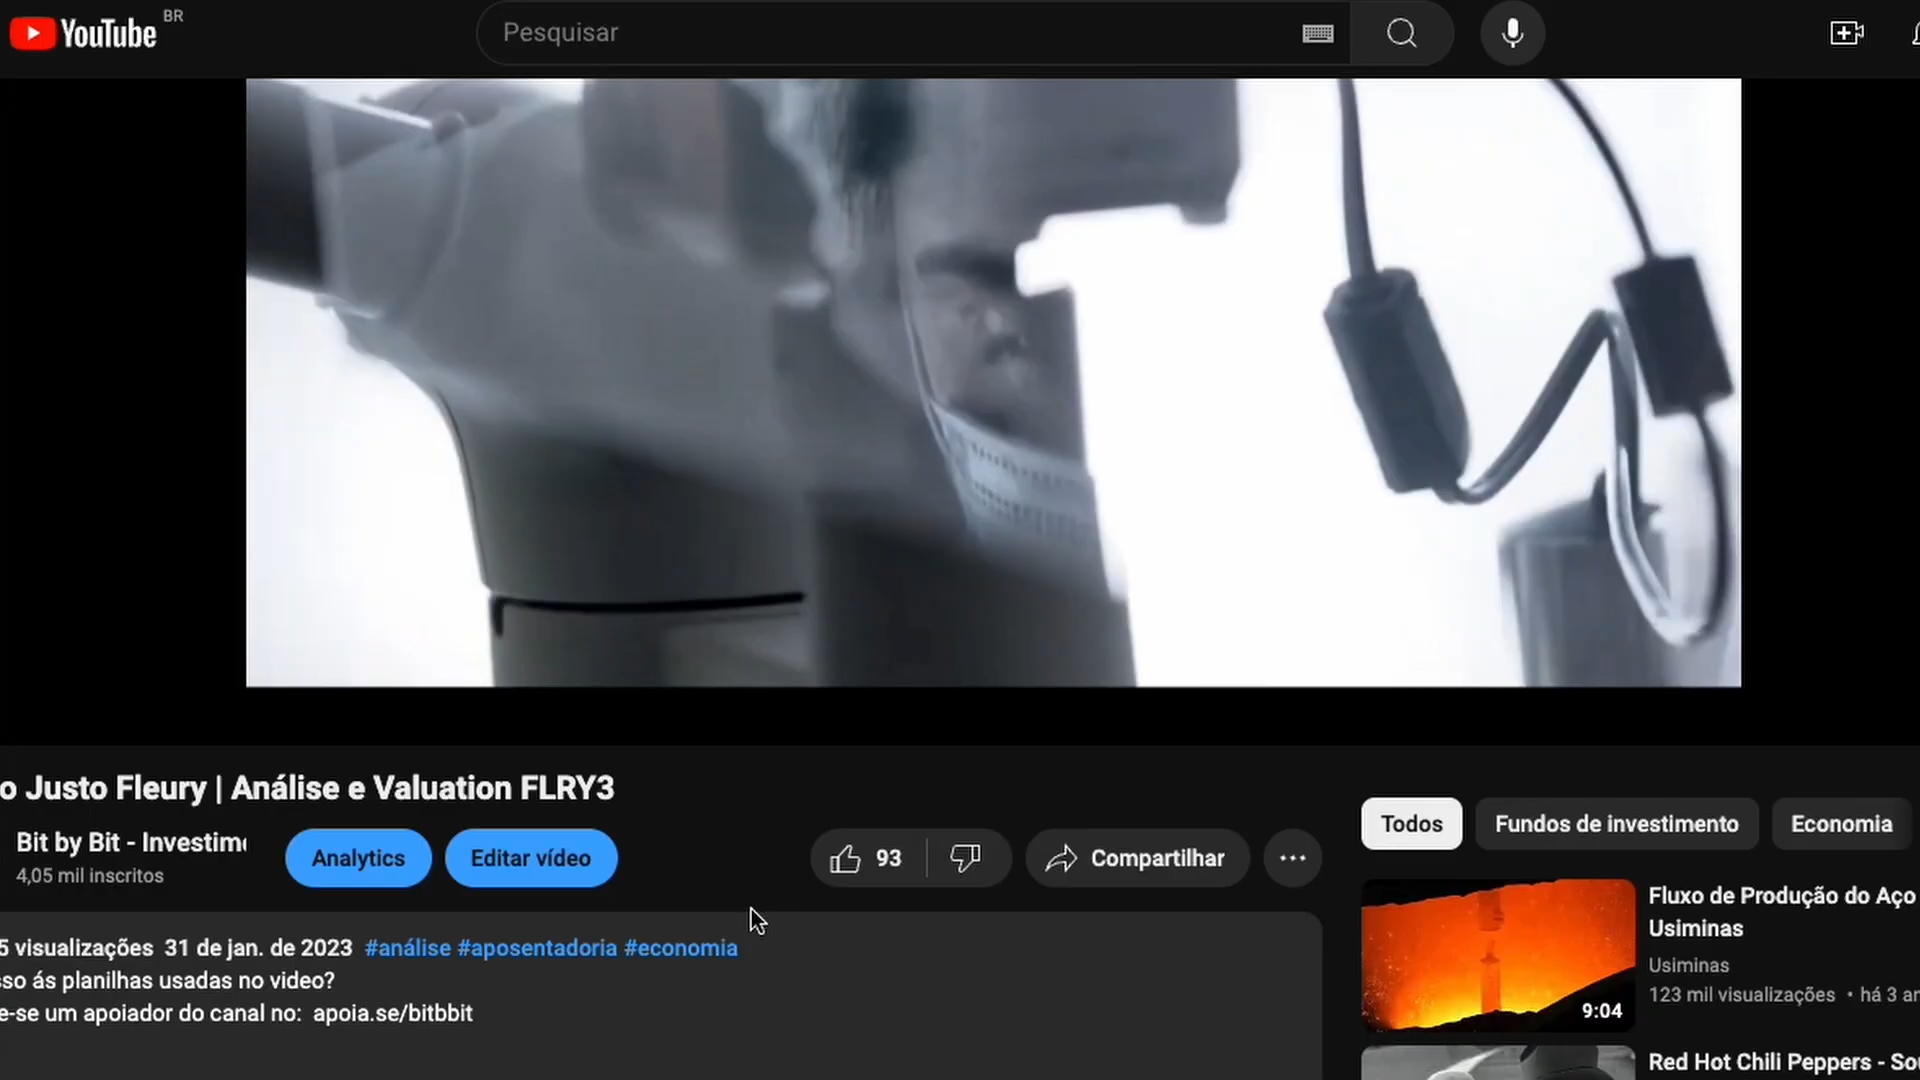 YouTube BR
Pesquisar
o Justo Fleury | Análise e Valuation FLRY3
Bit by Bit - Investim
4,05 mil inscritos
Analytics
Editar vídeo
93
Compartilhar
5 visualizações 31 de jan. de 2023 #análise #aposentadoria #economia
sso ás planilhas usadas no video?
e-se um apoiador do canal no: apoia.se/bitbbit
Todos
Fundos de investimento
Economia
9:04
Fluxo de Produção do Aço
Usiminas
Usiminas
123 mil visualizações • há 3 an
Red Hot Chili Peppers - So